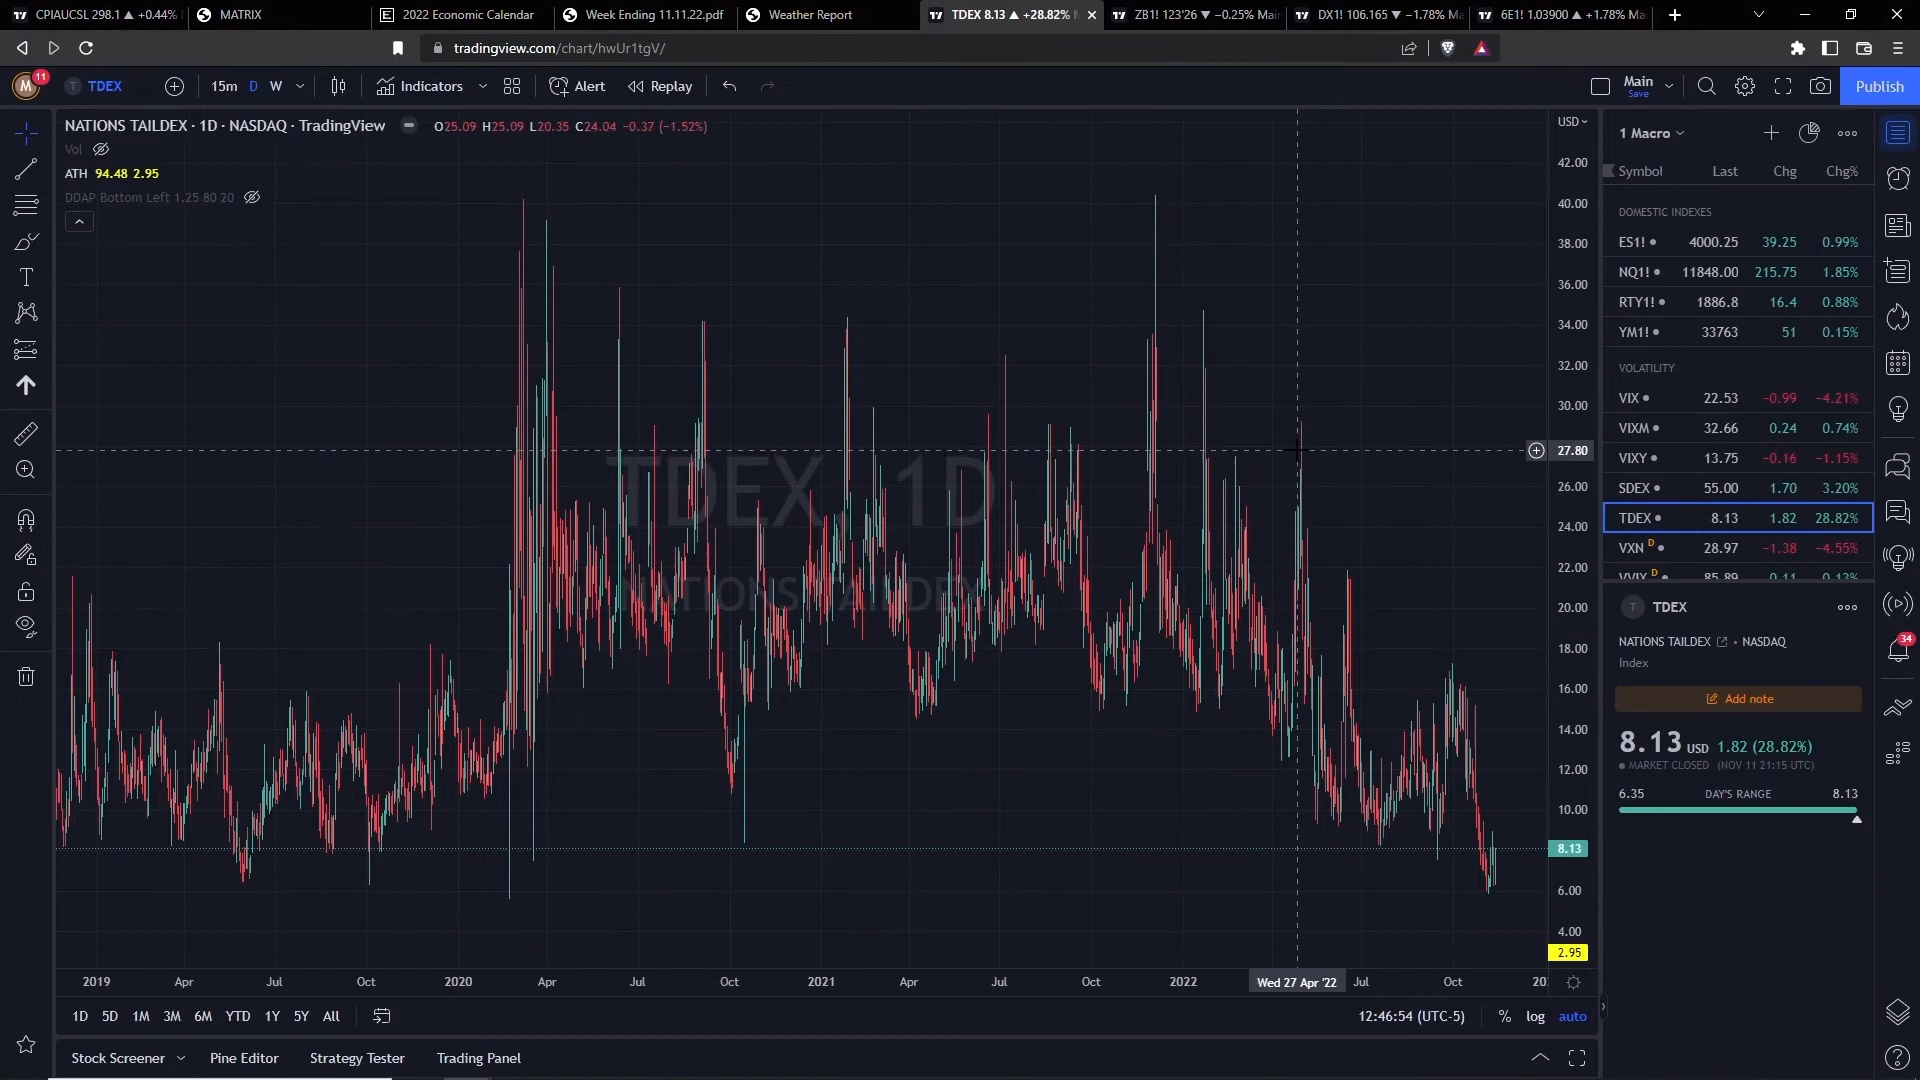 CPIAUCSL 298.1 ▲ +0.44%
MATRIX
2022 Economic Calendar
Week Ending 11.11.22.pdf
Weather Report
TDEX 8.13 ▲ +28.82%
ZB1! 123'26 ▼ −0.25% Mai
DX1! 106.165 ▼ −1.78% Ma
6E1! 1.03900 ▲ +1.78% Ma
tradingview.com/chart/hwUr1tgV/
M 11
T TDEX
15m D W
Indicators
Alert
Replay
Main
Save
Publish
NATIONS TAILDEX · 1D · NASDAQ · TradingView
O25.09 H25.09 L20.35 C24.04 −0.37 (−1.52%)
Vol
ATH 94.48 2.95
DDAP Bottom Left 1.25 80 20
TDEX 1D
NATIONS TAILDEX
USD
42.00
40.00
38.00
36.00
34.00
32.00
30.00
27.80
26.00
24.00
22.00
20.00
18.00
16.00
14.00
12.00
10.00
8.13
6.00
4.00
2.95
2019 Apr Jul Oct 2020 Apr Jul Oct 2021 Apr Jul Oct 2022 Wed 27 Apr '22 Jul Oct 20
1D 5D 1M 3M 6M YTD 1Y 5Y All
12:46:54 (UTC-5) % log auto
Stock Screener Pine Editor Strategy Tester Trading Panel
1 Macro
Symbol Last Chg Chg%
DOMESTIC INDEXES
ES1! 4000.25 39.25 0.99%
NQ1! 11848.00 215.75 1.85%
RTY1! 1886.8 16.4 0.88%
YM1! 33763 51 0.15%
VOLATILITY
VIX 22.53 −0.99 −4.21%
VIXM 32.66 0.24 0.74%
VIXY 13.75 −0.16 −1.15%
SDEX 55.00 1.70 3.20%
TDEX 8.13 1.82 28.82%
VXN D 28.97 −1.38 −4.55%
VVIX D 85.89 0.11 0.13%
T TDEX
NATIONS TAILDEX • NASDAQ
Index
Add note
8.13 USD 1.82 (28.82%)
MARKET CLOSED (NOV 11 21:15 UTC)
6.35 DAY'S RANGE 8.13
34